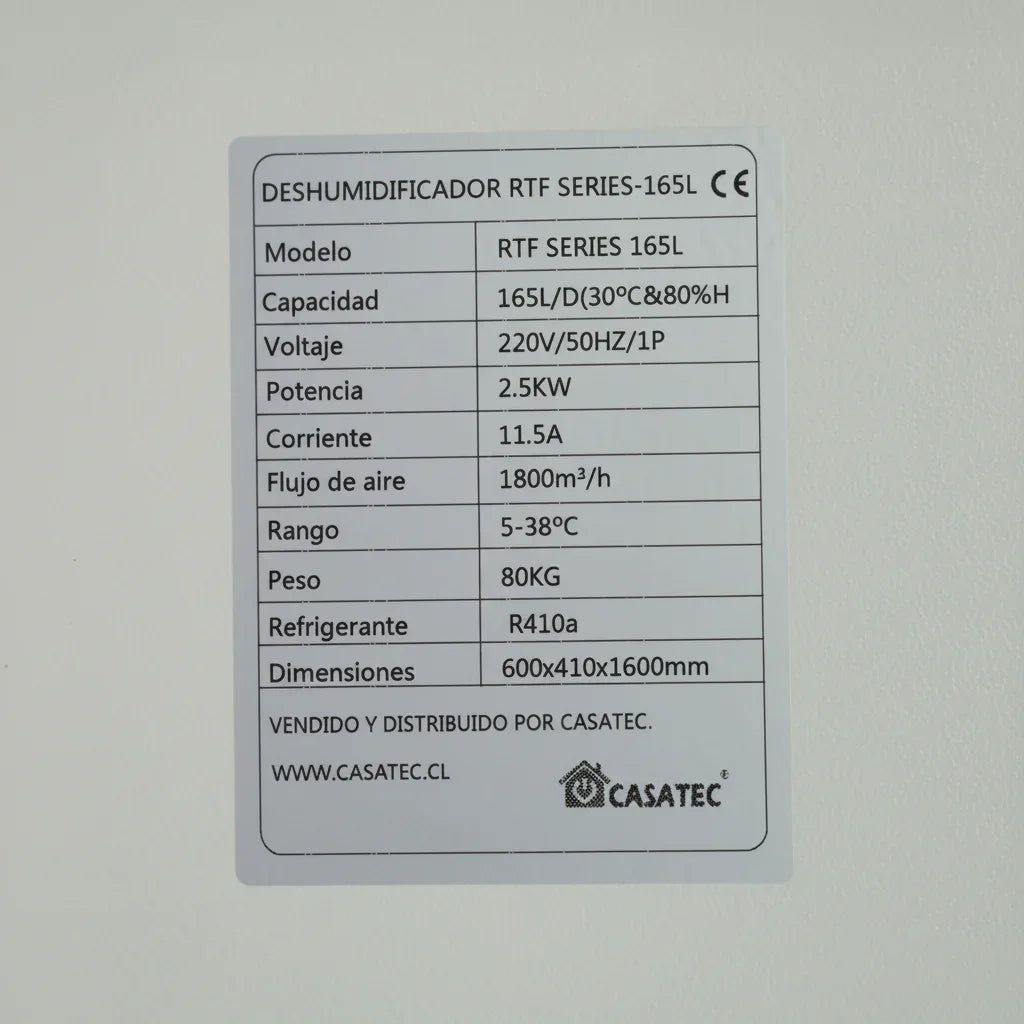 DESHUMIDIFICADOR RTF SERIES-165L CE
Modelo RTF SERIES 165L
Capacidad 165L/D(30ºC&80%H
Voltaje 220V/50HZ/1P
Potencia 2.5KW
Corriente 11.5A
Flujo de aire 1800m³/h
Rango 5-38ºC
Peso 80KG
Refrigerante R410a
Dimensiones 600x410x1600mm
VENDIDO Y DISTRIBUIDO POR CASATEC.
WWW.CASATEC.CL
CASATEC®